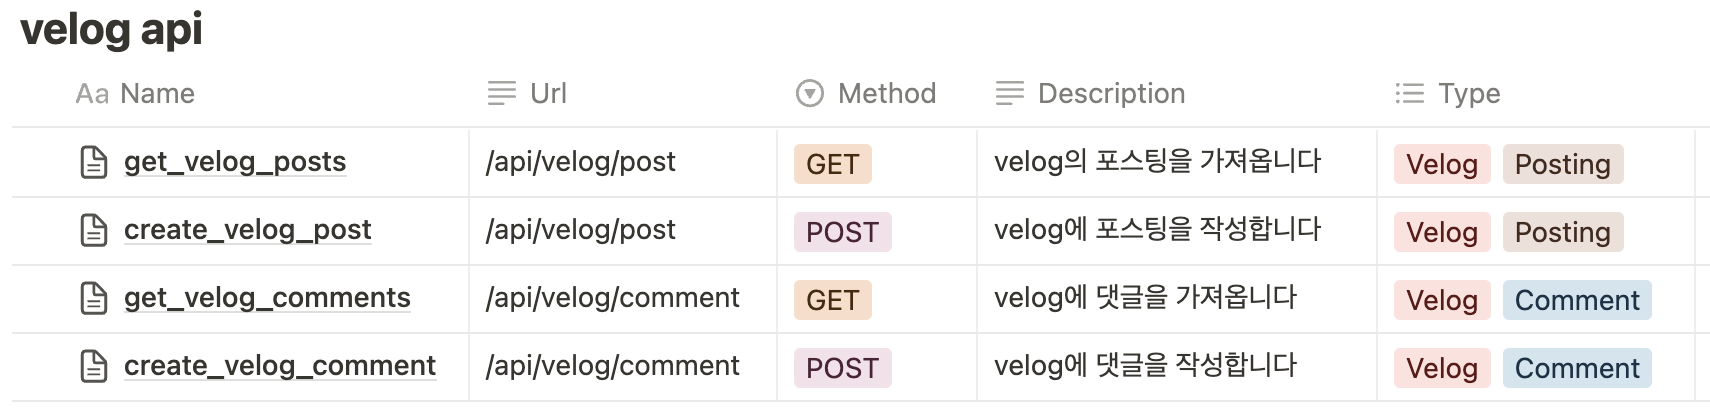 velog api
Aa Name Url Method Description Type
get_velog_posts /api/velog/post GET velog의 포스팅을 가져옵니다 Velog Posting
create_velog_post /api/velog/post POST velog에 포스팅을 작성합니다 Velog Posting
get_velog_comments /api/velog/comment GET velog에 댓글을 가져옵니다 Velog Comment
create_velog_comment /api/velog/comment POST velog에 댓글을 작성합니다 Velog Comment